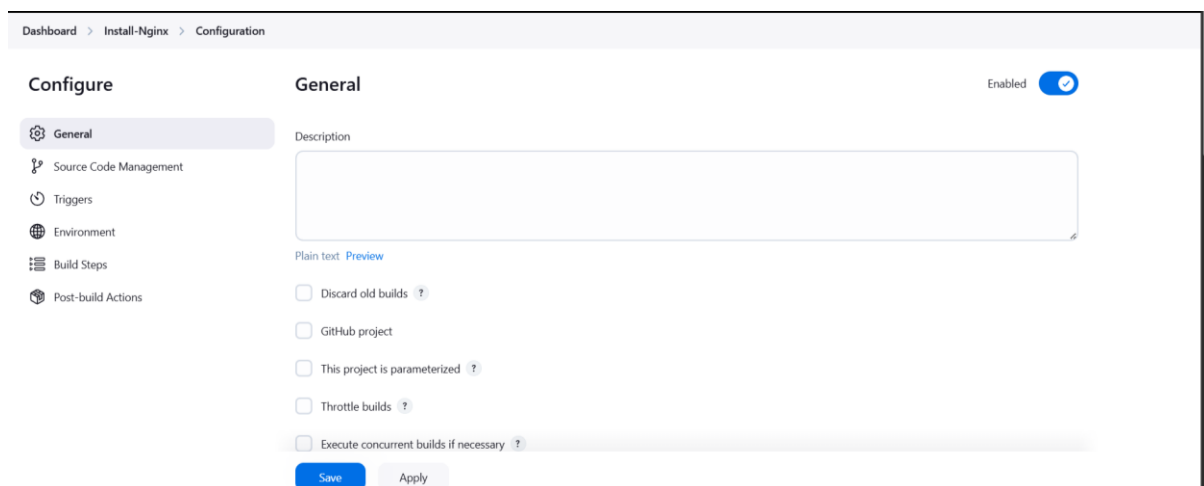 Dashboard > Install-Nginx > Configuration
Configure
General
Source Code Management
Triggers
Environment
Build Steps
Post-build Actions
General
Enabled
Description
Plain text Preview
Discard old builds ?
GitHub project
This project is parameterized ?
Throttle builds ?
Execute concurrent builds if necessary ?
Save Apply